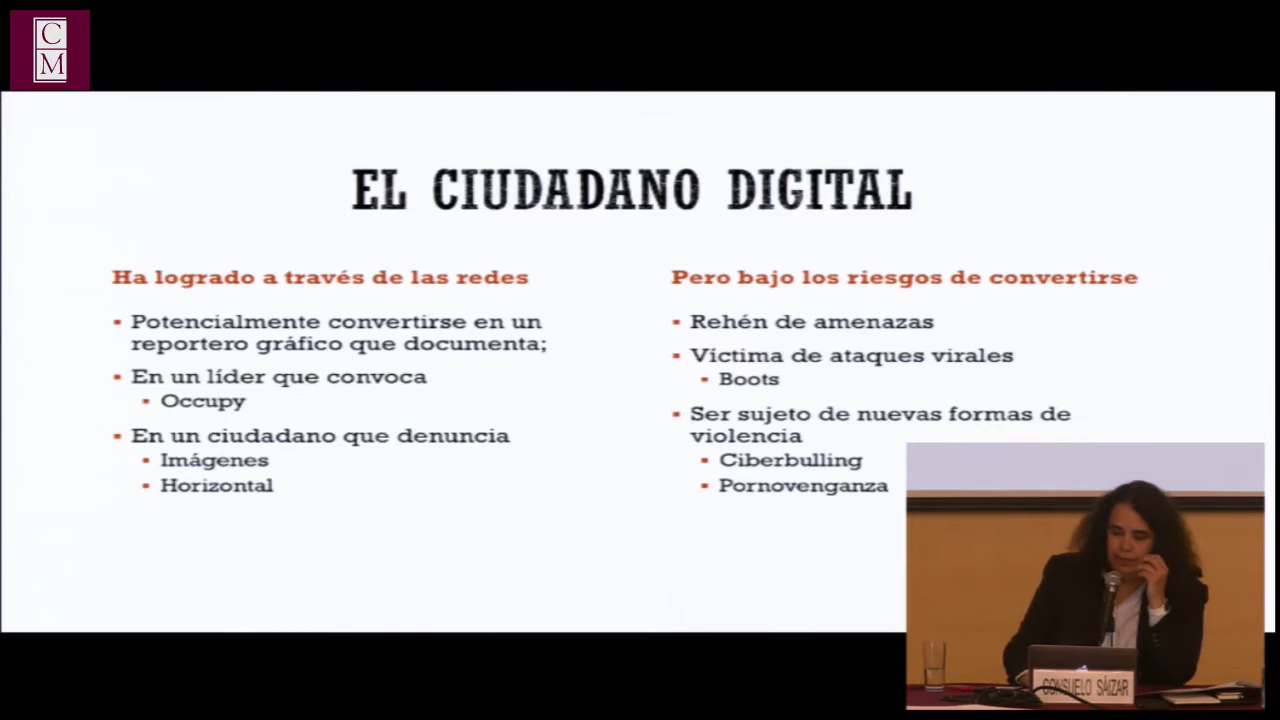 C
M
EL CIUDADANO DIGITAL
Ha logrado a través de las redes
Potencialmente convertirse en un
reportero gráfico que documenta;
En un líder que convoca
Occupy
En un ciudadano que denuncia
Imágenes
Horizontal
Pero bajo los riesgos de convertirse
Rehén de amenazas
Víctima de ataques virales
Boots
Ser sujeto de nuevas formas de
violencia
Ciberbulling
Pornovenganza
CONSUELO SÁIZAR